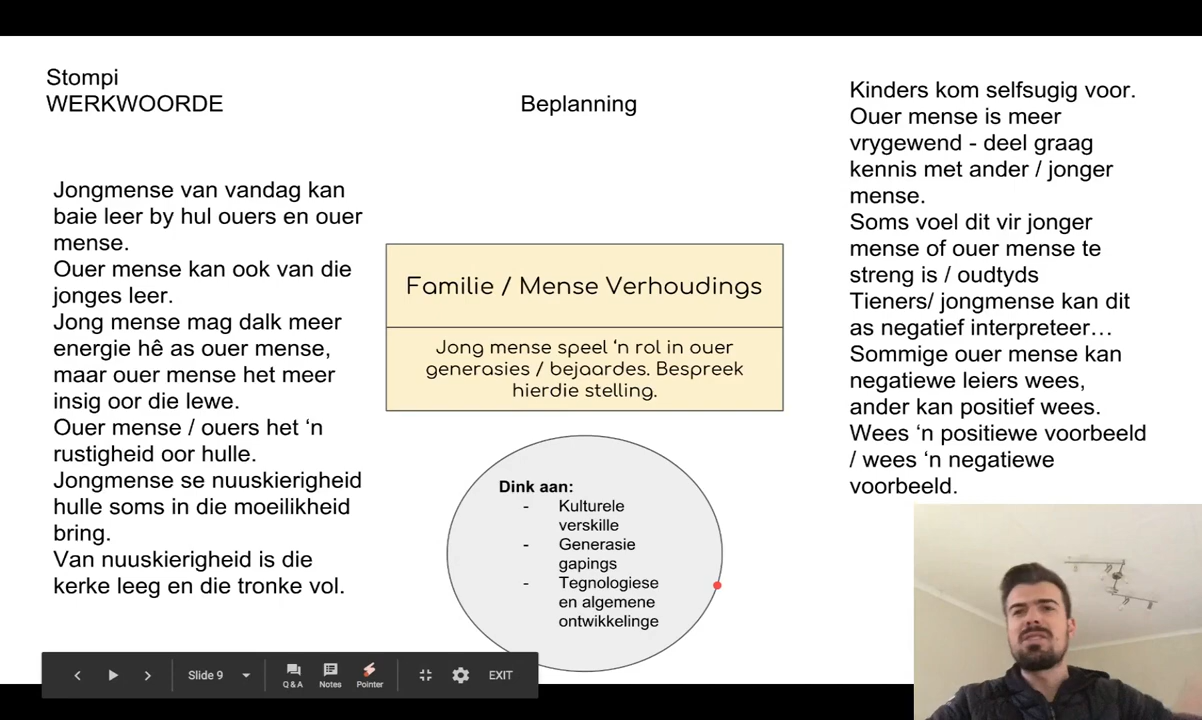 Stompi
WERKWOORDE
Beplanning
Jongmense van vandag kan
baie leer by hul ouers en ouer
mense.
Ouer mense kan ook van die
jonges leer.
Jong mense mag dalk meer
energie hê as ouer mense,
maar ouer mense het meer
insig oor die lewe.
Ouer mense / ouers het ‘n
rustigheid oor hulle.
Jongmense se nuuskierigheid
hulle soms in die moeilikheid
bring.
Van nuuskierigheid is die
kerke leeg en die tronke vol.
Familie / Mense Verhoudings
Jong mense speel ‘n rol in ouer
generasies / bejaardes. Bespreek
hierdie stelling.
Dink aan:
- Kulturele
verskille
- Generasie
gapings
- Tegnologiese
en algemene
ontwikkelinge
Kinders kom selfsugig voor.
Ouer mense is meer
vrygewend - deel graag
kennis met ander / jonger
mense.
Soms voel dit vir jonger
mense of ouer mense te
streng is / oudtyds
Tieners/ jongmense kan dit
as negatief interpreteer…
Sommige ouer mense kan
negatiewe leiers wees,
ander kan positief wees.
Wees ‘n positiewe voorbeeld
/ wees ‘n negatiewe
voorbeeld.
Slide 9
Q & A
Notes
Pointer
EXIT